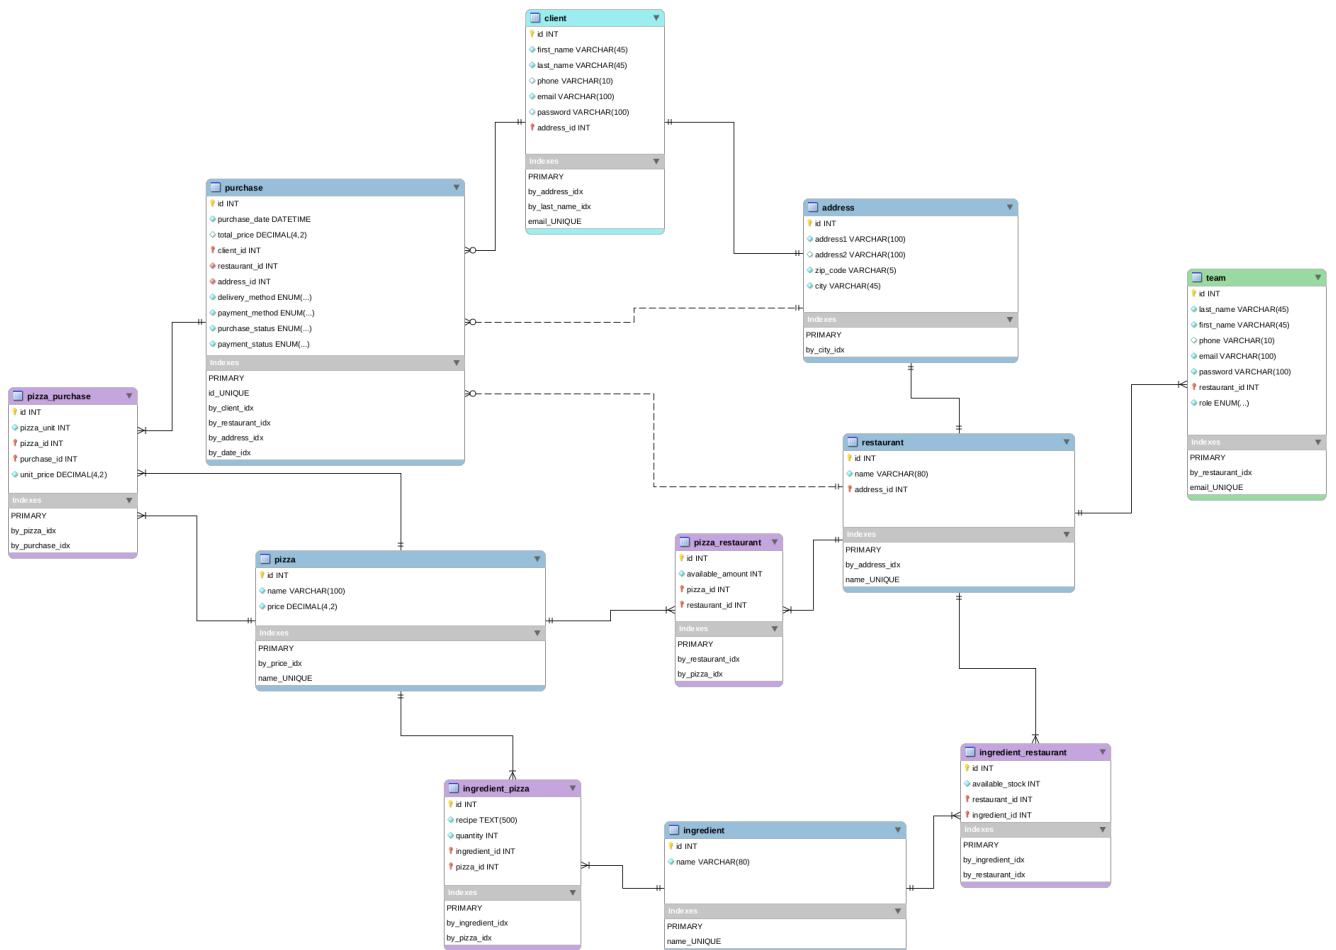 client
id INT
first_name VARCHAR(45)
last_name VARCHAR(45)
phone VARCHAR(10)
email VARCHAR(100)
password VARCHAR(100)
address_id INT
Indexes
PRIMARY
by_address_idx
by_last_name_idx
email_UNIQUE
purchase
id INT
purchase_date DATETIME
total_price DECIMAL(4,2)
client_id INT
restaurant_id INT
address_id INT
delivery_method ENUM(...)
payment_method ENUM(...)
purchase_status ENUM(...)
payment_status ENUM(...)
Indexes
PRIMARY
id_UNIQUE
by_client_idx
by_restaurant_idx
by_address_idx
by_date_idx
address
id INT
address1 VARCHAR(100)
address2 VARCHAR(100)
zip_code VARCHAR(5)
city VARCHAR(45)
Indexes
PRIMARY
by_city_idx
team
id INT
last_name VARCHAR(45)
first_name VARCHAR(45)
phone VARCHAR(10)
email VARCHAR(100)
password VARCHAR(100)
restaurant_id INT
role ENUM(...)
Indexes
PRIMARY
by_restaurant_idx
email_UNIQUE
pizza_purchase
id INT
pizza_unit INT
pizza_id INT
purchase_id INT
unit_price DECIMAL(4,2)
Indexes
PRIMARY
by_pizza_idx
by_purchase_idx
restaurant
id INT
name VARCHAR(80)
address_id INT
Indexes
PRIMARY
by_address_idx
name_UNIQUE
pizza
id INT
name VARCHAR(100)
price DECIMAL(4,2)
Indexes
PRIMARY
by_price_idx
name_UNIQUE
pizza_restaurant
id INT
available_amount INT
pizza_id INT
restaurant_id INT
Indexes
PRIMARY
by_restaurant_idx
by_pizza_idx
ingredient_restaurant
id INT
available_stock INT
restaurant_id INT
ingredient_id INT
Indexes
PRIMARY
by_ingredient_idx
by_restaurant_idx
ingredient_pizza
id INT
recipe TEXT(500)
quantity INT
ingredient_id INT
pizza_id INT
Indexes
PRIMARY
by_ingredient_idx
by_pizza_idx
ingredient
id INT
name VARCHAR(80)
Indexes
PRIMARY
name_UNIQUE